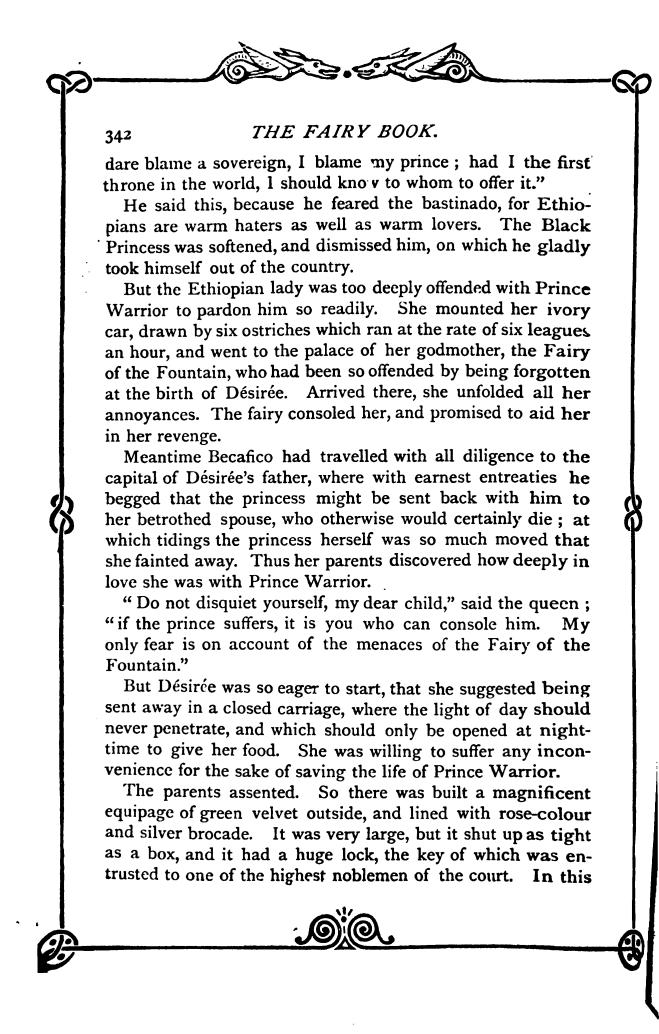 342 THE FAIRY BOOK.
dare blame a sovereign, I blame my prince ; had I the first
throne in the world, I should know to whom to offer it.”
He said this, because he feared the bastinado, for Ethio-
pians are warm haters as well as warm lovers. The Black
Princess was softened, and dismissed him, on which he gladly
took himself out of the country.
But the Ethiopian lady was too deeply offended with Prince
Warrior to pardon him so readily. She mounted her ivory
car, drawn by six ostriches which ran at the rate of six leagues
an hour, and went to the palace of her godmother, the Fairy
of the Fountain, who had been so offended by being forgotten
at the birth of Désirée. Arrived there, she unfolded all her
annoyances. The fairy consoled her, and promised to aid her
in her revenge.
Meantime Becafico had travelled with all diligence to the
capital of Désirée’s father, where with earnest entreaties he
begged that the princess might be sent back with him to
her betrothed spouse, who otherwise would certainly die ; at
which tidings the princess herself was so much moved that
she fainted away. Thus her parents discovered how deeply in
love she was with Prince Warrior.
“ Do not disquiet yourself, my dear child,” said the queen ;
“ if the prince suffers, it is you who can console him. My
only fear is on account of the menaces of the Fairy of the
Fountain.”
But Désirée was so eager to start, that she suggested being
sent away in a closed carriage, where the light of day should
never penetrate, and which should only be opened at night-
time to give her food. She was willing to suffer any incon-
venience for the sake of saving the life of Prince Warrior.
The parents assented. So there was built a magnificent
equipage of green velvet outside, and lined with rose-colour
and silver brocade. It was very large, but it shut up as tight
as a box, and it had a huge lock, the key of which was en-
trusted to one of the highest noblemen of the court. In this